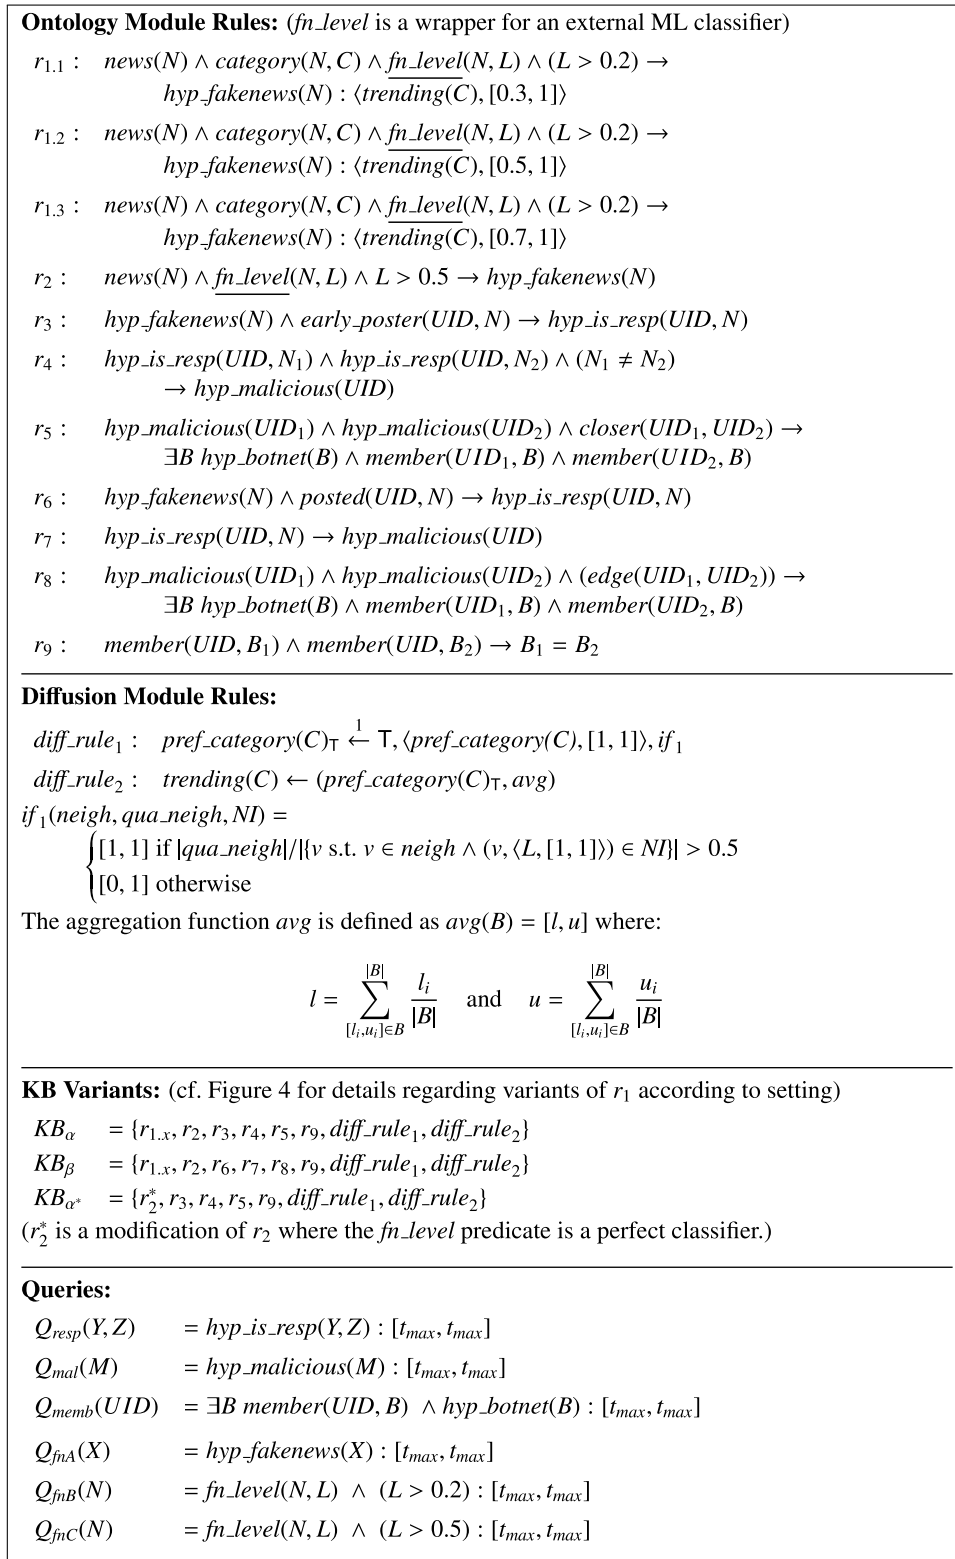 Ontology Module Rules: (fn_level is a wrapper for an external ML classifier)
r1.1 : news(N) ∧ category(N, C) ∧ fn_level(N, L) ∧ (L > 0.2) →
hyp_fakenews(N) : ⟨trending(C), [0.3, 1]⟩
r1.2 : news(N) ∧ category(N, C) ∧ fn_level(N, L) ∧ (L > 0.2) →
hyp_fakenews(N) : ⟨trending(C), [0.5, 1]⟩
r1.3 : news(N) ∧ category(N, C) ∧ fn_level(N, L) ∧ (L > 0.2) →
hyp_fakenews(N) : ⟨trending(C), [0.7, 1]⟩
r2 : news(N) ∧ fn_level(N, L) ∧ L > 0.5 → hyp_fakenews(N)
r3 : hyp_fakenews(N) ∧ early_poster(UID, N) → hyp_is_resp(UID, N)
r4 : hyp_is_resp(UID, N1) ∧ hyp_is_resp(UID, N2) ∧ (N1 ≠ N2)
→ hyp_malicious(UID)
r5 : hyp_malicious(UID1) ∧ hyp_malicious(UID2) ∧ closer(UID1, UID2) →
∃B hyp_botnet(B) ∧ member(UID1, B) ∧ member(UID2, B)
r6 : hyp_fakenews(N) ∧ posted(UID, N) → hyp_is_resp(UID, N)
r7 : hyp_is_resp(UID, N) → hyp_malicious(UID)
r8 : hyp_malicious(UID1) ∧ hyp_malicious(UID2) ∧ (edge(UID1, UID2)) →
∃B hyp_botnet(B) ∧ member(UID1, B) ∧ member(UID2, B)
r9 : member(UID, B1) ∧ member(UID, B2) → B1 = B2
Diffusion Module Rules:
diff_rule1 : pref_category(C)⊤ ←1 ⊤, ⟨pref_category(C), [1, 1]⟩, if1
diff_rule2 : trending(C) ← (pref_category(C)⊤, avg)
if1(neigh, qua_neigh, NI) =
[1, 1] if |qua_neigh|/|{v s.t. v ∈ neigh ∧ (v, ⟨L, [1, 1]⟩) ∈ NI}| > 0.5
[0, 1] otherwise
The aggregation function avg is defined as avg(B) = [l, u] where:
l = ∑_{[li,ui]∈B}^{|B|} li/|B| and u = ∑_{[li,ui]∈B}^{|B|} ui/|B|
KB Variants: (cf. Figure 4 for details regarding variants of r1 according to setting)
KBα = {r1.x, r2, r3, r4, r5, r9, diff_rule1, diff_rule2}
KBβ = {r1.x, r2, r6, r7, r8, r9, diff_rule1, diff_rule2}
KBα* = {r2*, r3, r4, r5, r9, diff_rule1, diff_rule2}
(r2* is a modification of r2 where the fn_level predicate is a perfect classifier.)
Queries:
Qresp(Y, Z) = hyp_is_resp(Y, Z) : [tmax, tmax]
Qmal(M) = hyp_malicious(M) : [tmax, tmax]
Qmemb(UID) = ∃B member(UID, B) ∧ hyp_botnet(B) : [tmax, tmax]
QfnA(X) = hyp_fakenews(X) : [tmax, tmax]
QfnB(N) = fn_level(N, L) ∧ (L > 0.2) : [tmax, tmax]
QfnC(N) = fn_level(N, L) ∧ (L > 0.5) : [tmax, tmax]